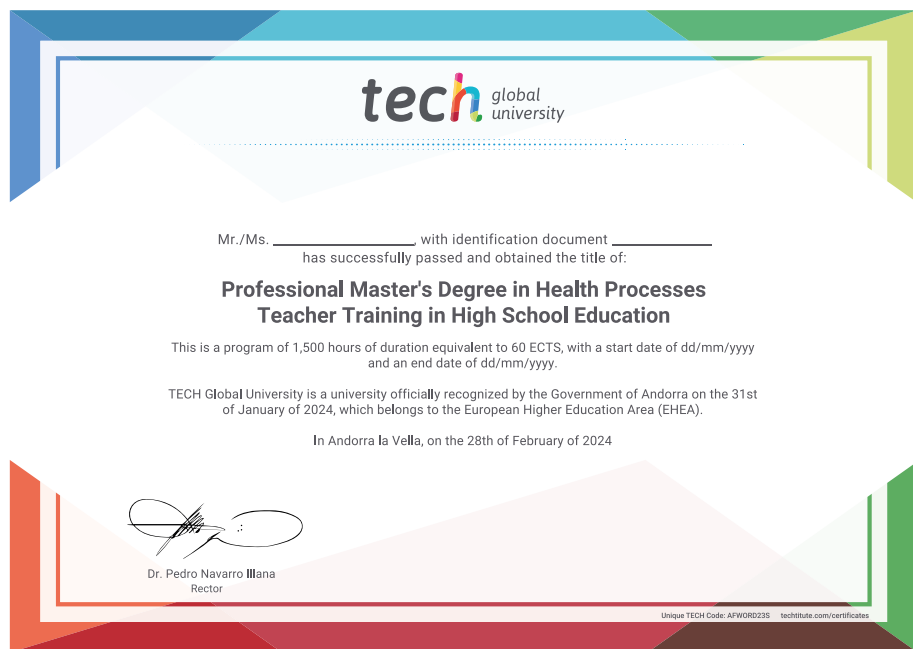 tech global
university
Mr./Ms. ____________, with identification document ____________
has successfully passed and obtained the title of:
Professional Master's Degree in Health Processes
Teacher Training in High School Education
This is a program of 1,500 hours of duration equivalent to 60 ECTS, with a start date of dd/mm/yyyy
and an end date of dd/mm/yyyy.
TECH Global University is a university officially recognized by the Government of Andorra on the 31st
of January of 2024, which belongs to the European Higher Education Area (EHEA).
In Andorra la Vella, on the 28th of February of 2024
Dr. Pedro Navarro Illana
Rector
Unique TECH Code: AFWORD23S techtitute.com/certificates